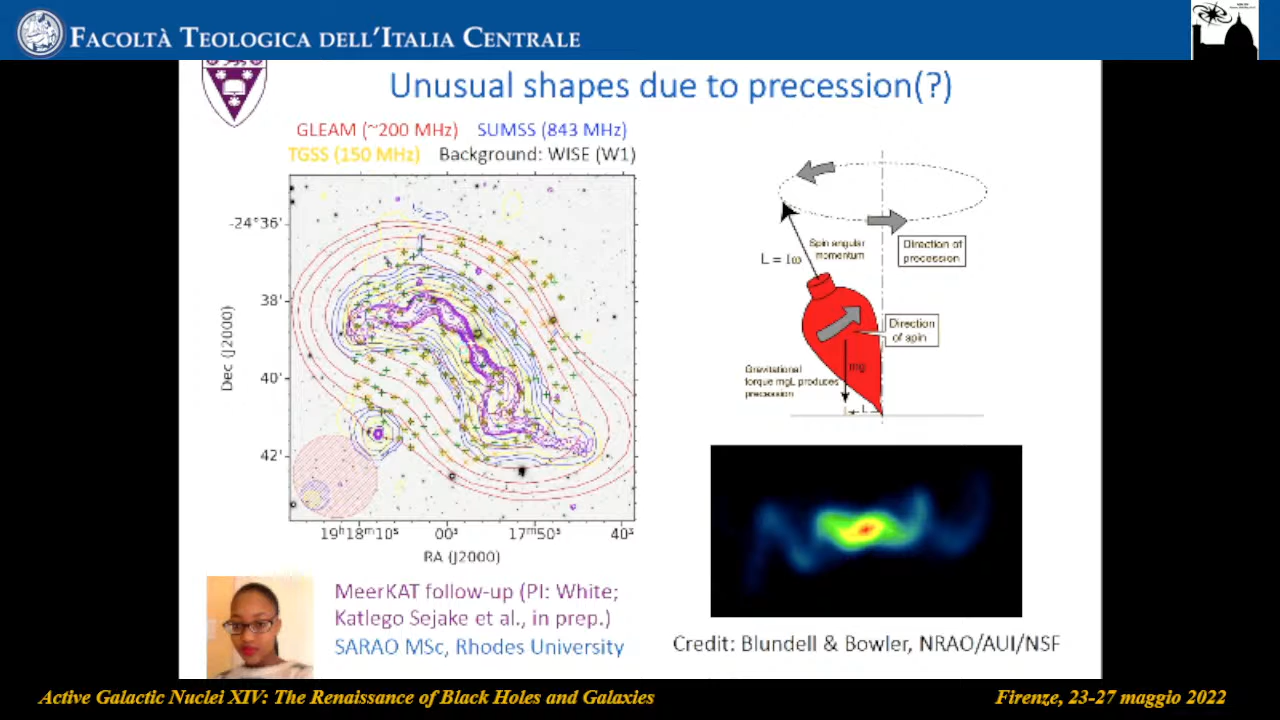 FACOLTÀ TEOLOGICA DELL'ITALIA CENTRALE
Unusual shapes due to precession(?)
GLEAM (~200 MHz) SUMSS (843 MHz)
TGSS (150 MHz) Background: WISE (W1)
-24°36'
38'
40'
42'
Dec (J2000)
19h18m10s 00s 17m50s 40s
RA (J2000)
Spin angular
momentum
L = Iω
Direction of
precession
Direction
of spin
Gravitational
torque mgL produces
precession
mg
L
MeerKAT follow-up (PI: White;
Katlego Sejake et al., in prep.)
SARAO MSc, Rhodes University
Credit: Blundell & Bowler, NRAO/AUI/NSF
Active Galactic Nuclei XIV: The Renaissance of Black Holes and Galaxies
Firenze, 23-27 maggio 2022